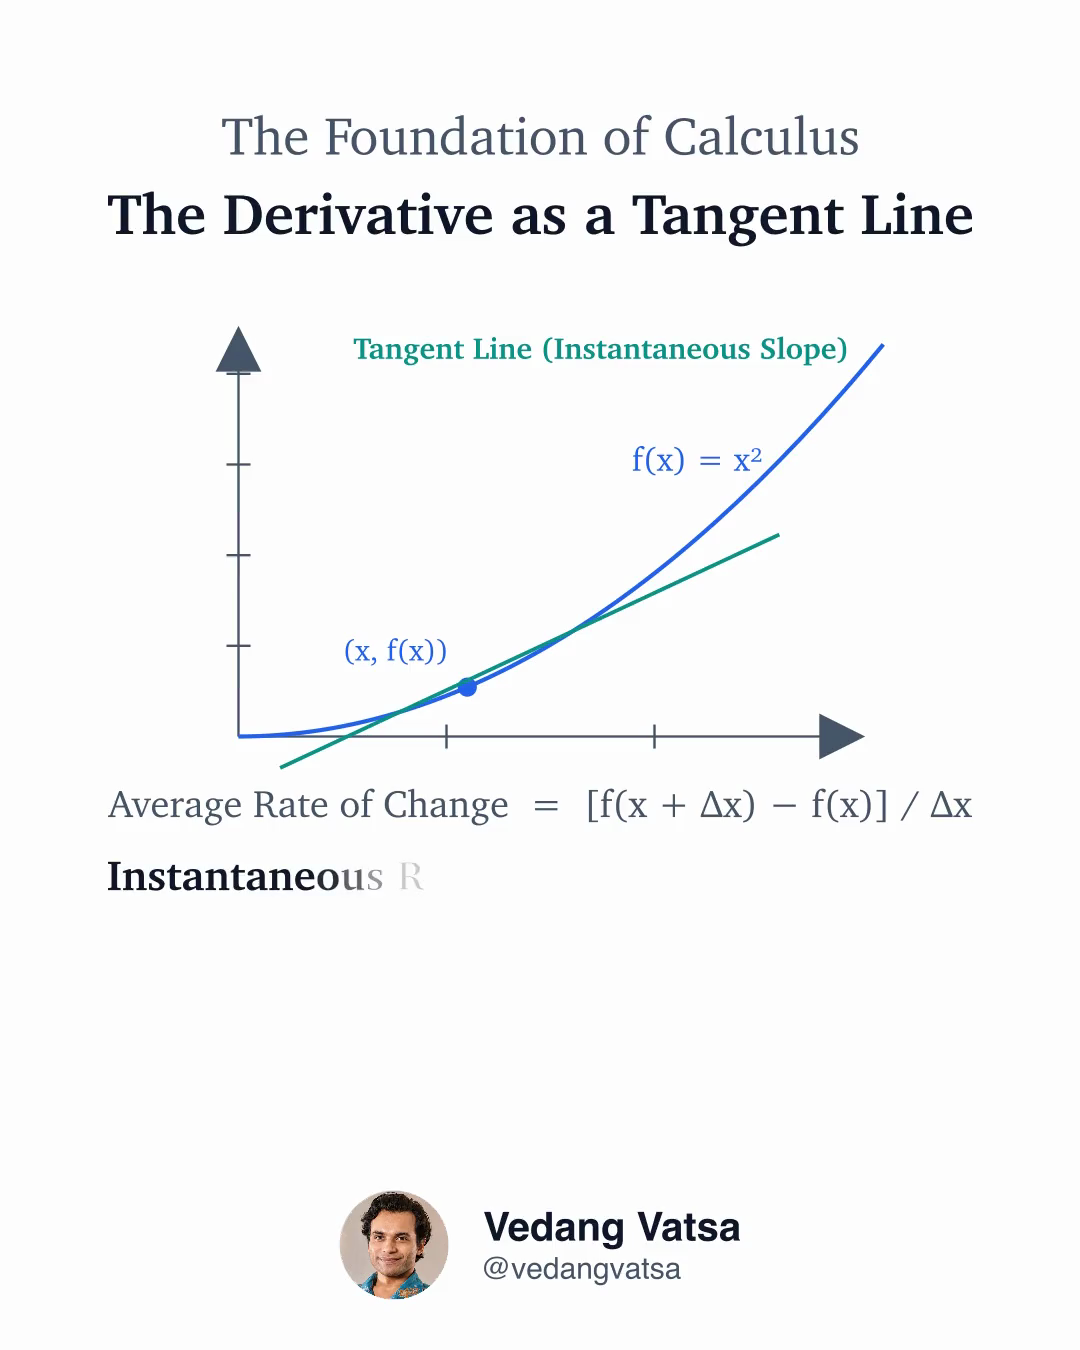 The Foundation of Calculus
The Derivative as a Tangent Line
Tangent Line (Instantaneous Slope)
f(x) = x²
(x, f(x))
Average Rate of Change = [f(x + Δx) − f(x)] / Δx
Instantaneous R
Vedang Vatsa
@vedangvatsa